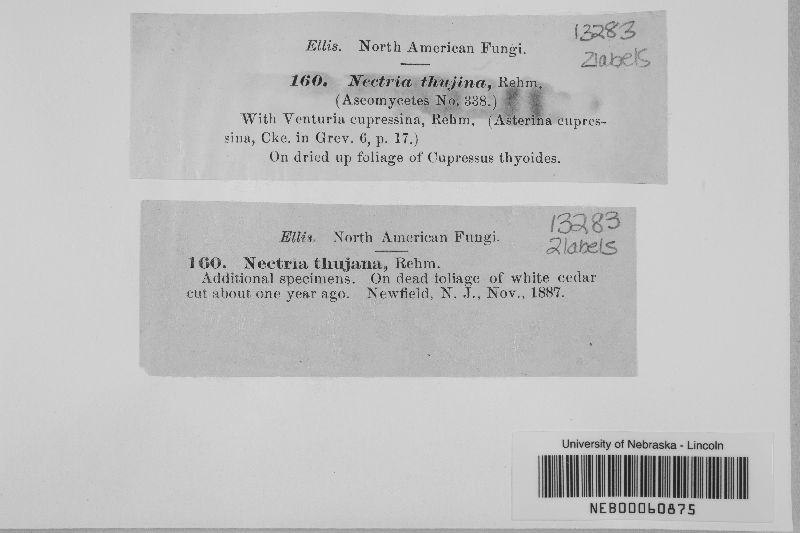 Ellis. North American Fungi.
13283
2labels
160. Nectria thujina, Rehm,
(Ascomycetes No. 338.)
With Venturia cupressina, Rehm, (Asterina cupres-
sina, Cke. in Grev. 6, p. 17.)
On dried up foliage of Cupressus thyoides.
Ellis. North American Fungi.
13283
2labels
160. Nectria thujana, Rehm.
Additional specimens. On dead foliage of white cedar
cut about one year ago. Newfield, N. J., Nov., 1887.
University of Nebraska - Lincoln
NEB00060875